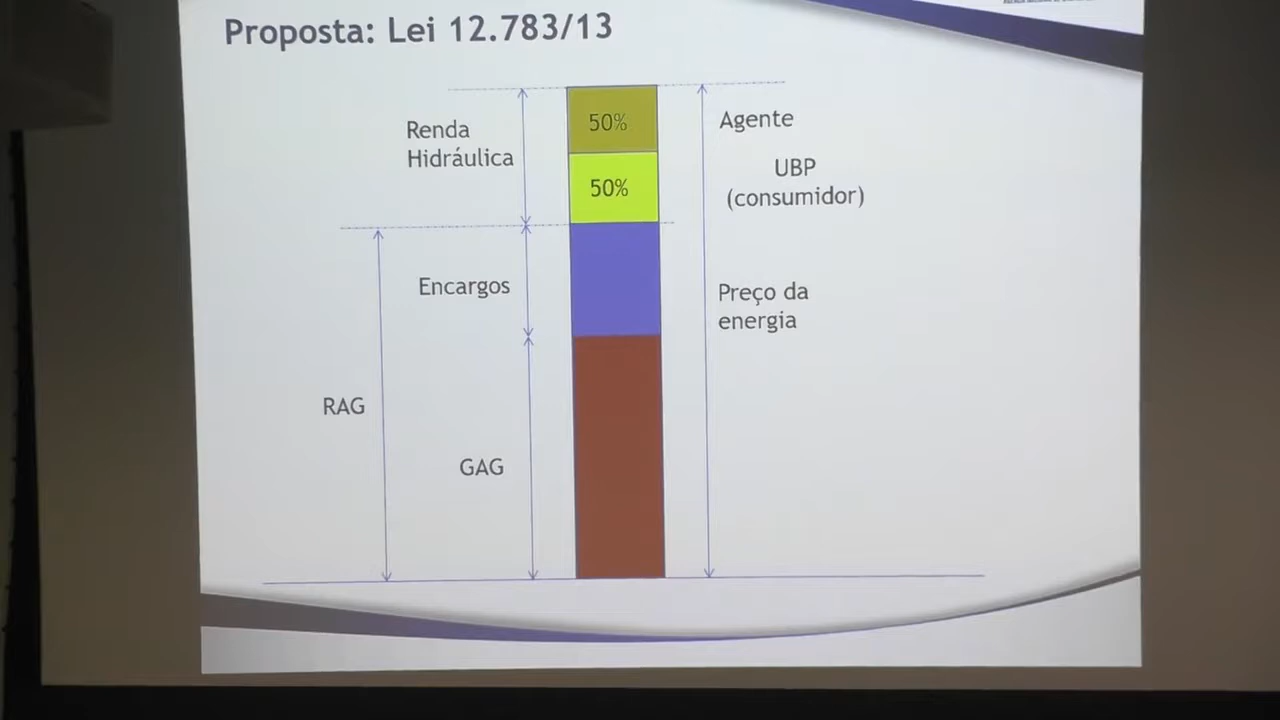 Proposta: Lei 12.783/13
Renda
Hidráulica
50%
Agente
50%
UBP
(consumidor)
Encargos
Preço da
energia
RAG
GAG